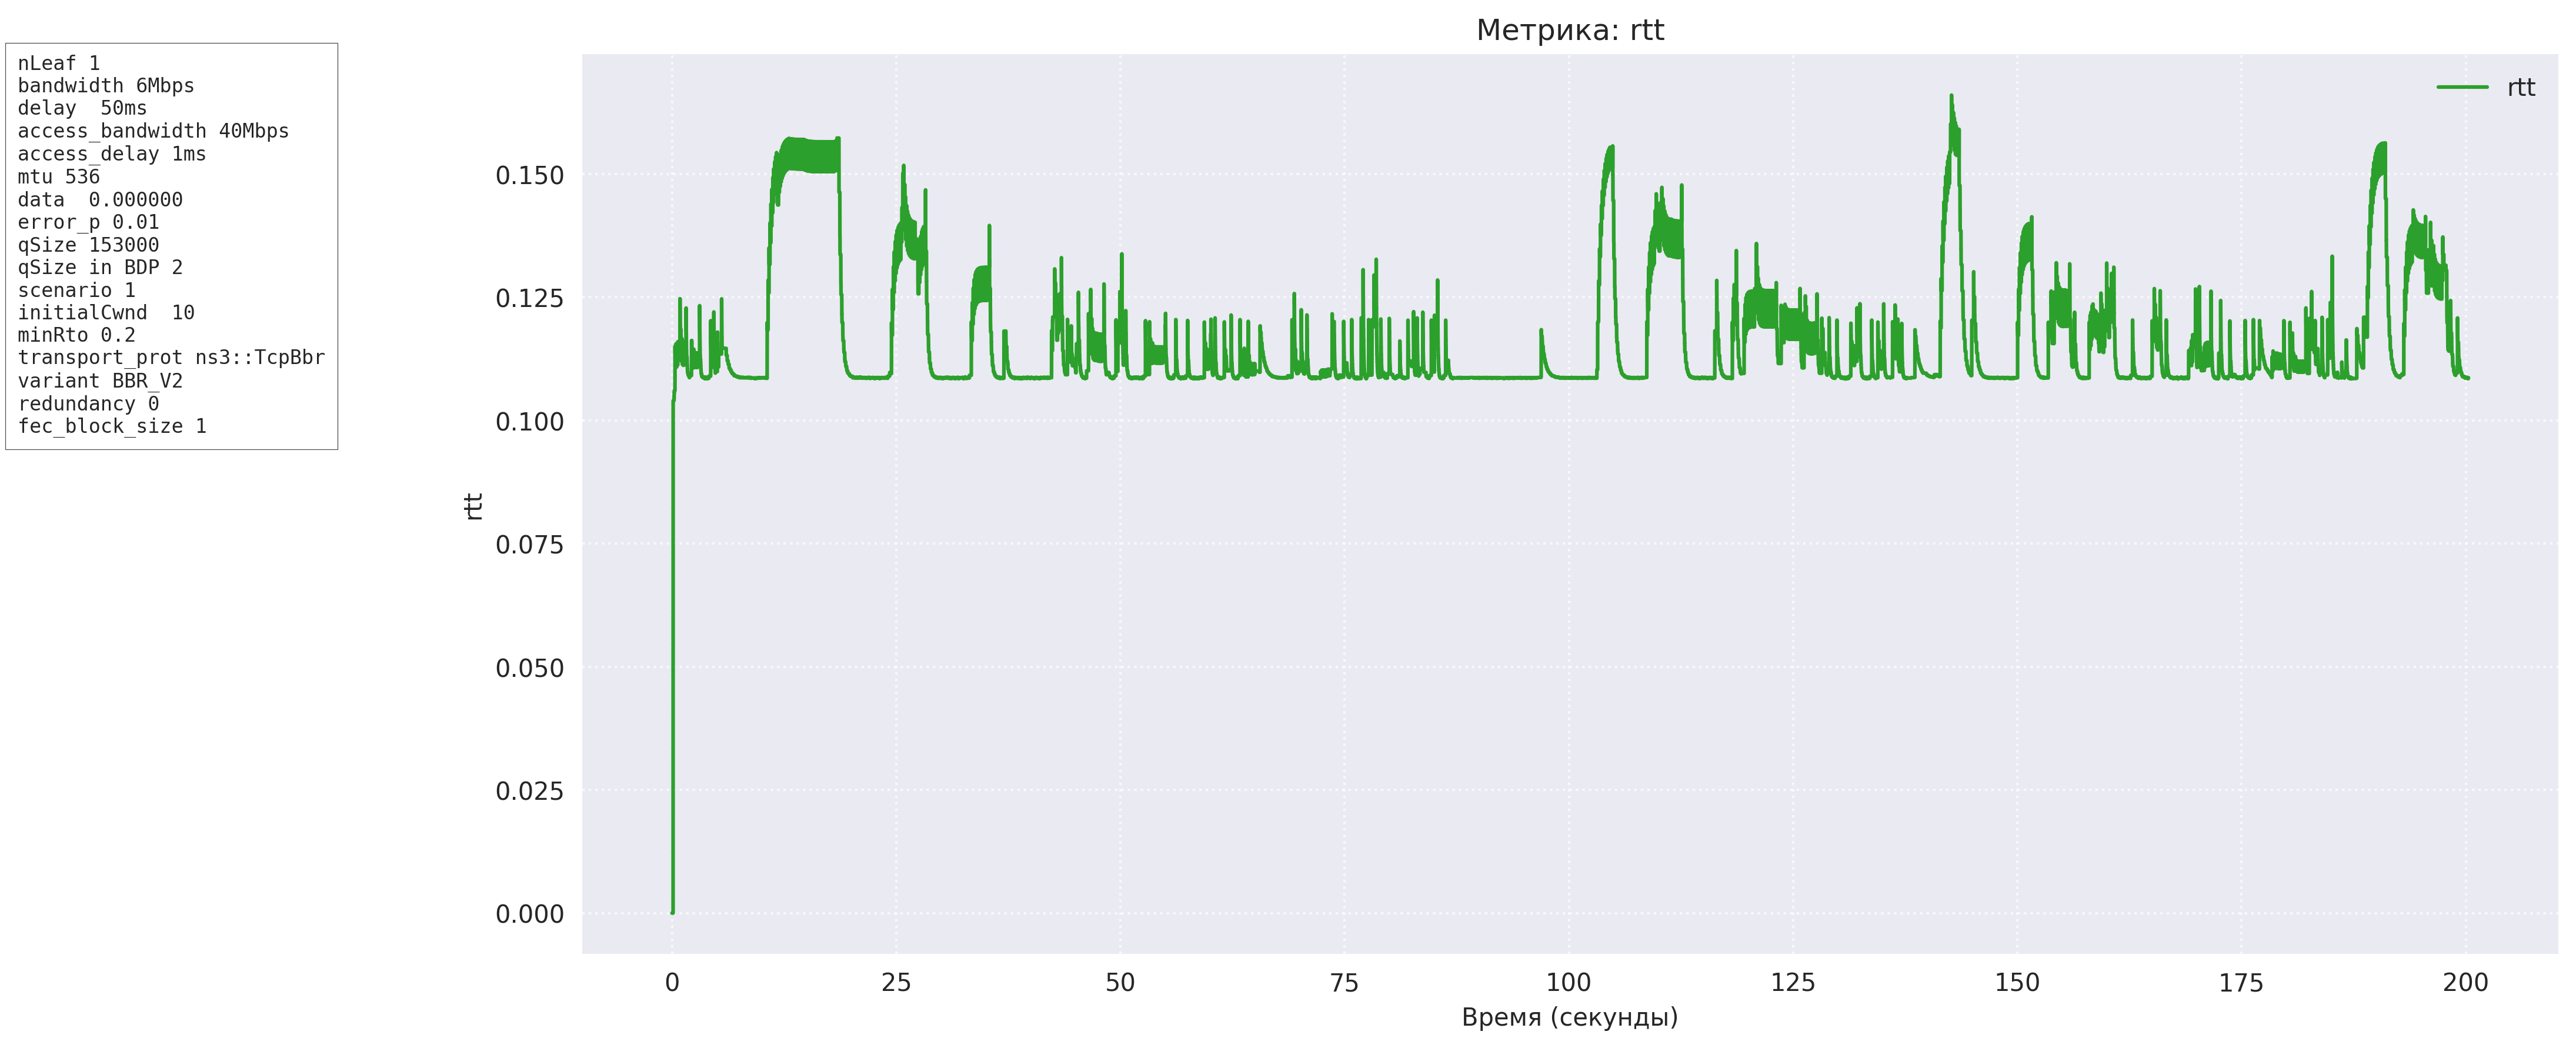 Метрика: rtt
nLeaf 1
bandwidth 6Mbps
delay  50ms
access_bandwidth 40Mbps
access_delay 1ms
mtu 536
data  0.000000
error_p 0.01
qSize 153000
qSize in BDP 2
scenario 1
initialCwnd  10
minRto 0.2
transport_prot ns3::TcpBbr
variant BBR_V2
redundancy 0
fec_block_size 1
rtt
rtt
0.150
0.125
0.100
0.075
0.050
0.025
0.000
0 25 50 75 100 125 150 175 200
Время (секунды)